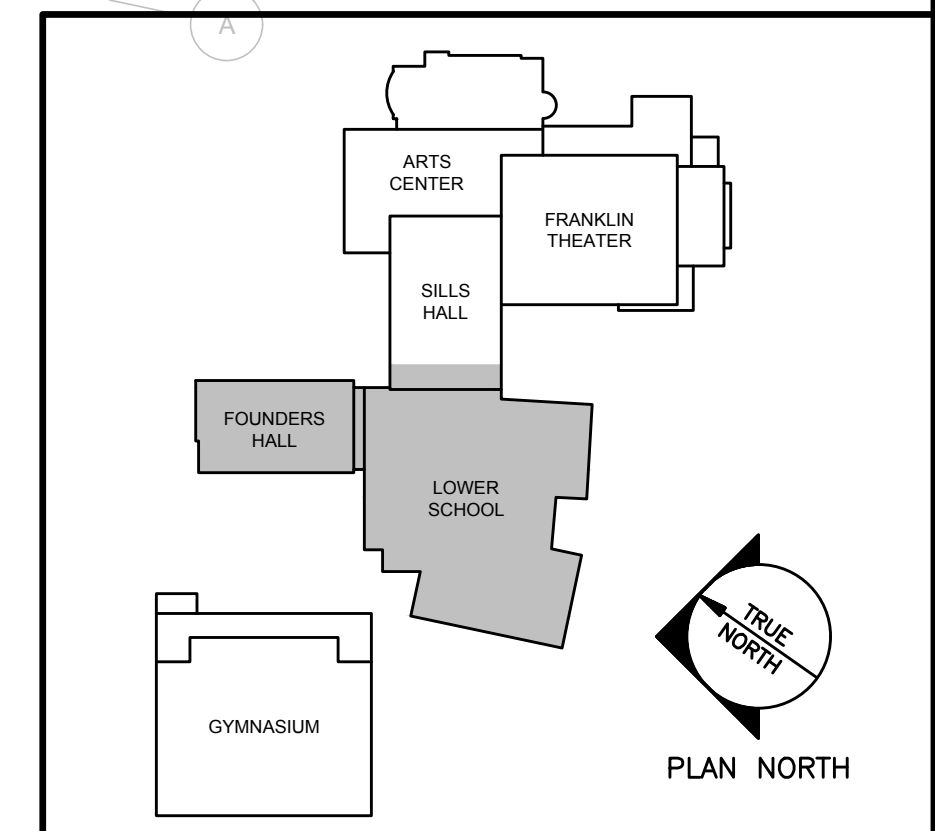 A
ARTS
CENTER
FRANKLIN
THEATER
SILLS
HALL
FOUNDERS
HALL
LOWER
SCHOOL
TRUE
NORTH
GYMNASIUM
PLAN NORTH